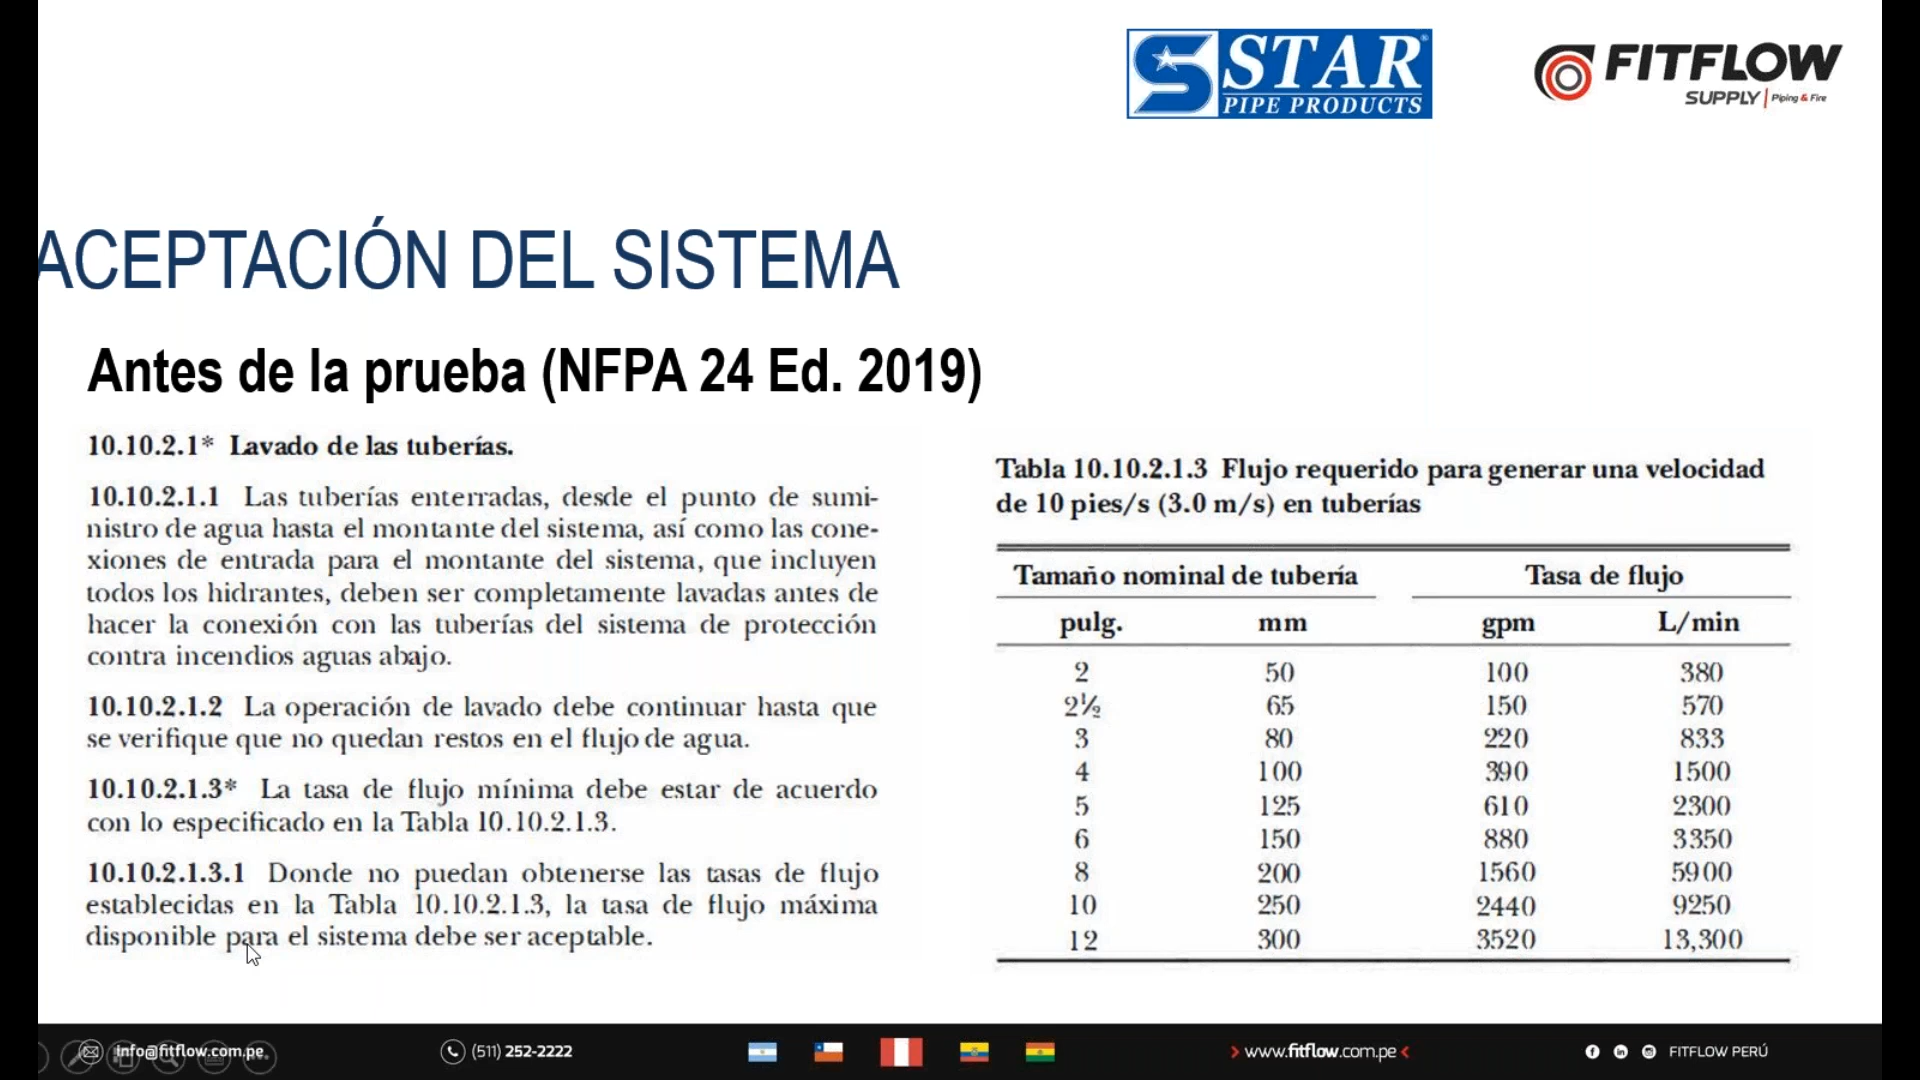 STAR
PIPE PRODUCTS
FITFLOW
SUPPLY | Piping & Fire
ACEPTACIÓN DEL SISTEMA
Antes de la prueba (NFPA 24 Ed. 2019)
10.10.2.1* Lavado de las tuberías.
10.10.2.1.1 Las tuberías enterradas, desde el punto de sumi-
nistro de agua hasta el montante del sistema, así como las cone-
xiones de entrada para el montante del sistema, que incluyen
todos los hidrantes, deben ser completamente lavadas antes de
hacer la conexión con las tuberías del sistema de protección
contra incendios aguas abajo.
10.10.2.1.2 La operación de lavado debe continuar hasta que
se verifique que no quedan restos en el flujo de agua.
10.10.2.1.3* La tasa de flujo mínima debe estar de acuerdo
con lo especificado en la Tabla 10.10.2.1.3.
10.10.2.1.3.1 Donde no puedan obtenerse las tasas de flujo
establecidas en la Tabla 10.10.2.1.3, la tasa de flujo máxima
disponible para el sistema debe ser aceptable.
Tabla 10.10.2.1.3 Flujo requerido para generar una velocidad
de 10 pies/s (3.0 m/s) en tuberías
Tamaño nominal de tubería Tasa de flujo
pulg. mm gpm L/min
2 50 100 380
2½ 65 150 570
3 80 220 833
4 100 390 1500
5 125 610 2300
6 150 880 3350
8 200 1560 5900
10 250 2440 9250
12 300 3520 13,300
info@fitflow.com.pe (511) 252-2222 www.fitflow.com.pe FITFLOW PERÚ